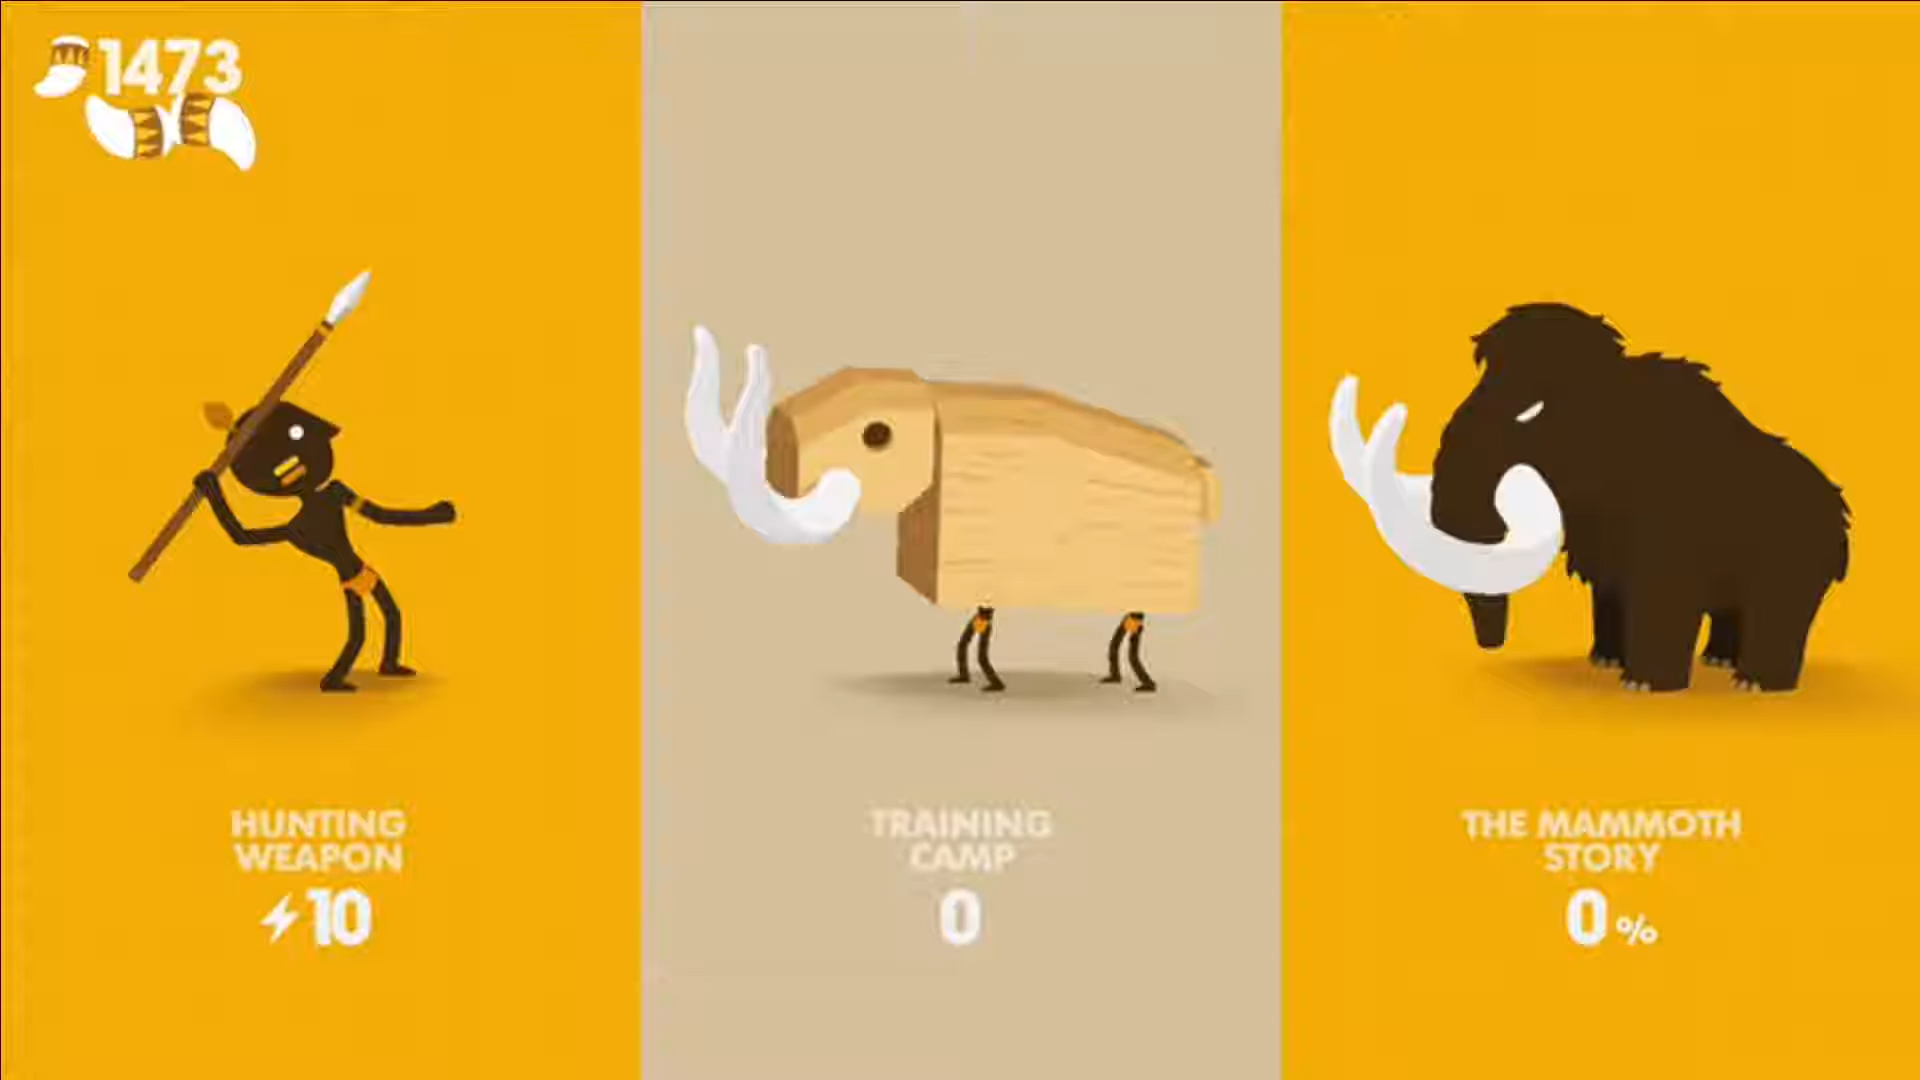 1473
HUNTING
WEAPON
10
TRAINING
CAMP
0
THE MAMMOTH
STORY
0 %